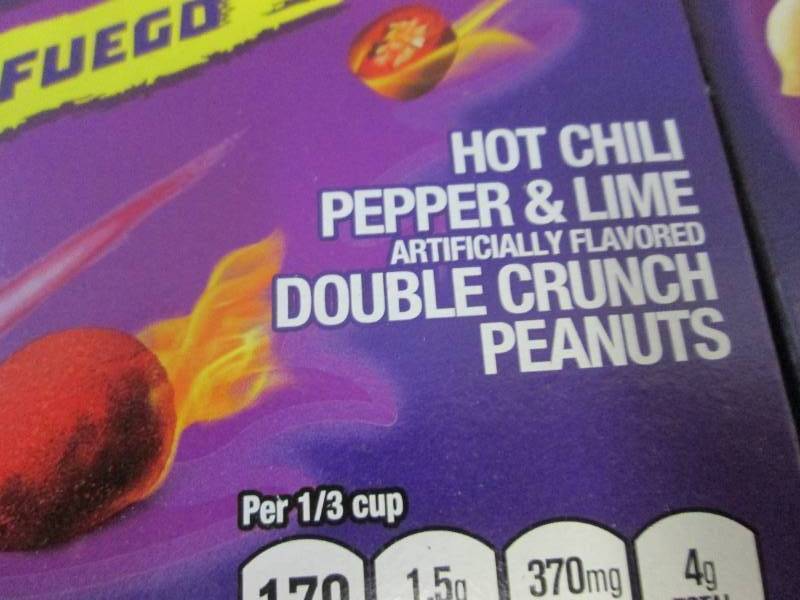 FUEGO
HOT CHILI
PEPPER & LIME
ARTIFICIALLY FLAVORED
DOUBLE CRUNCH
PEANUTS
Per 1/3 cup
170 1.5g 370mg 4g
TOTAL